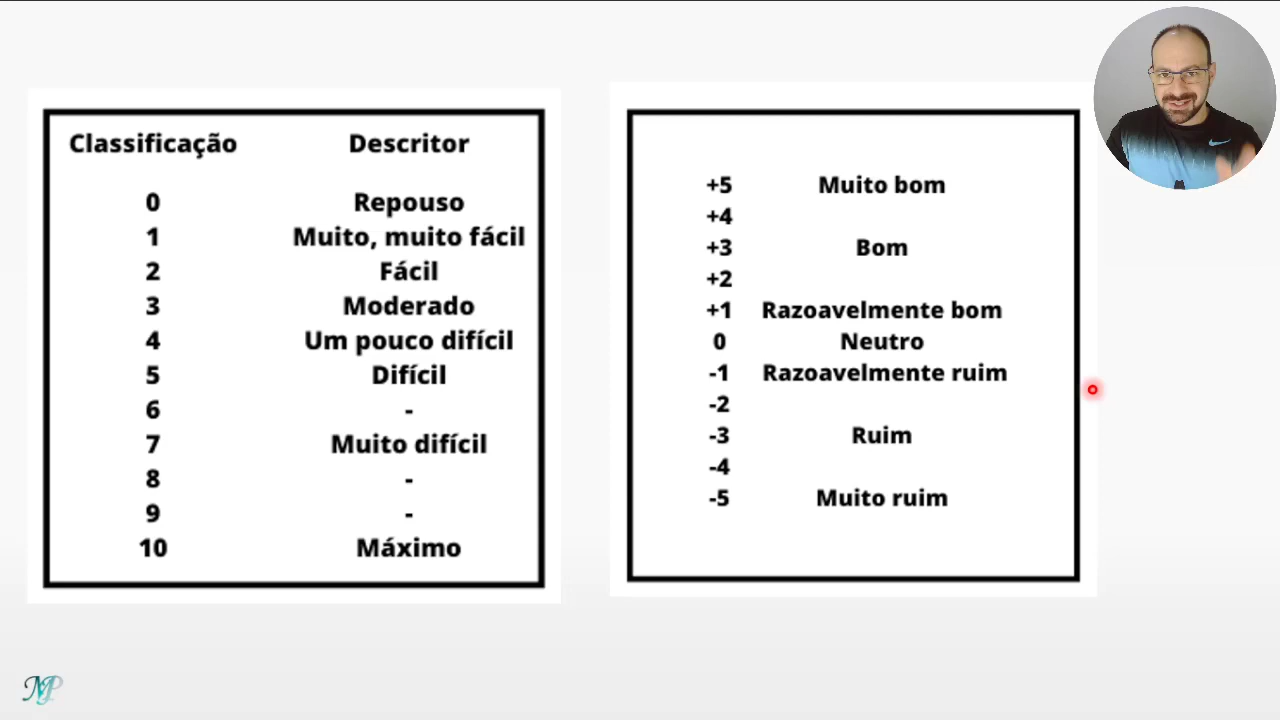 Classificação Descritor
0 Repouso
1 Muito, muito fácil
2 Fácil
3 Moderado
4 Um pouco difícil
5 Difícil
6 -
7 Muito difícil
8 -
9 -
10 Máximo
+5 Muito bom
+4
+3 Bom
+2
+1 Razoavelmente bom
0 Neutro
-1 Razoavelmente ruim
-2
-3 Ruim
-4
-5 Muito ruim
MP